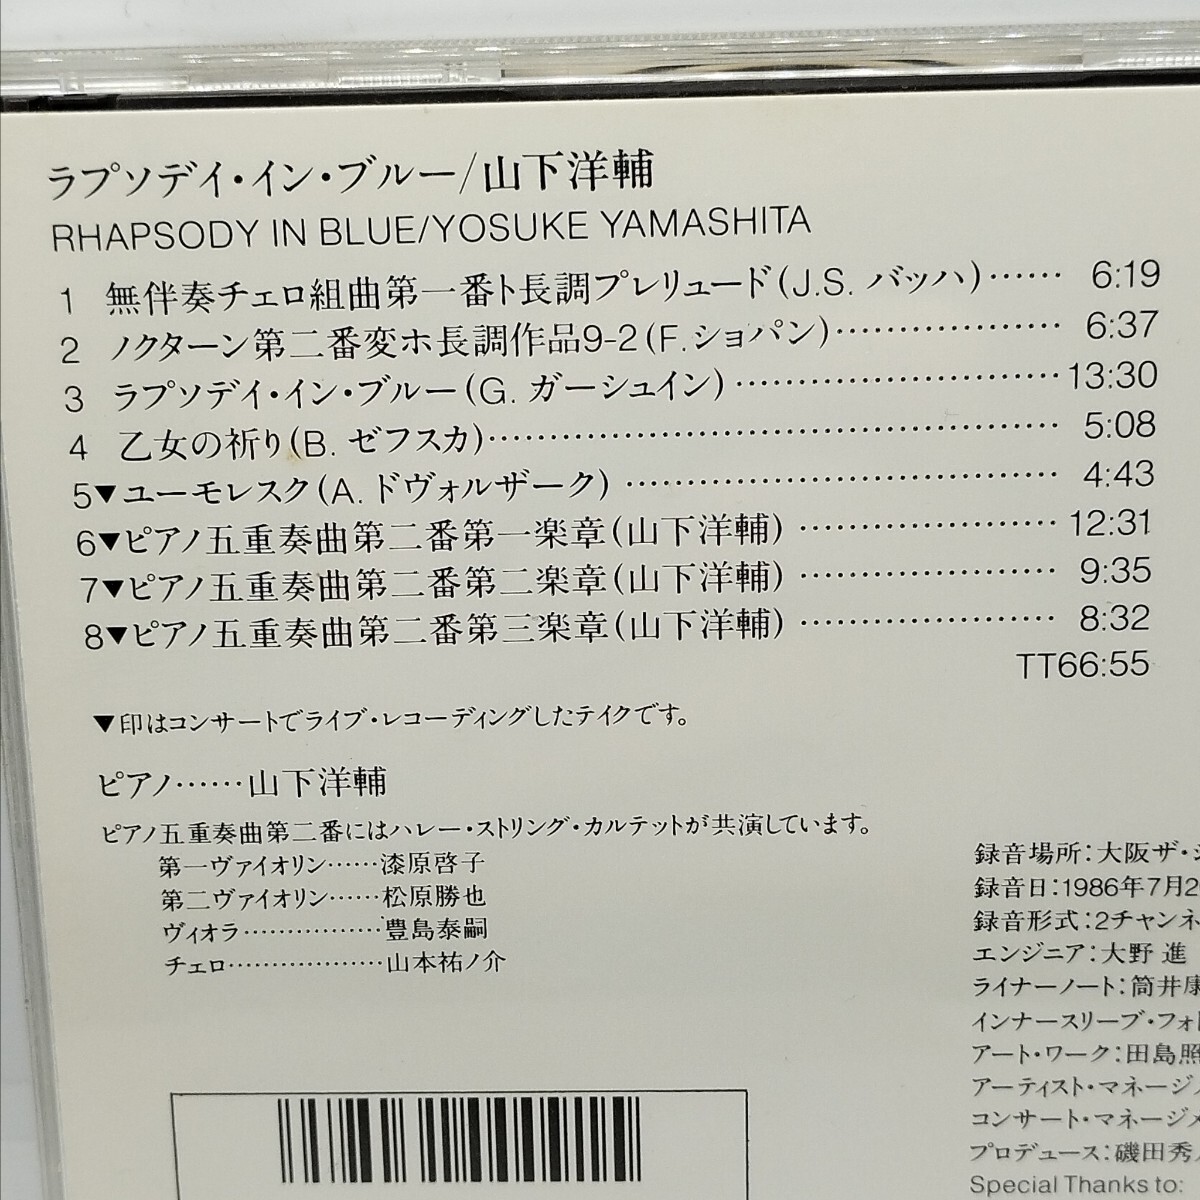 ラプソデイ・イン・ブルー/山下洋輔
RHAPSODY IN BLUE/YOSUKE YAMASHITA
1 無伴奏チェロ組曲第一番ト長調プレリュード(J.S. バッハ)…… 6:19
2 ノクターン第二番変ホ長調作品9-2(F.ショパン)……………… 6:37
3 ラプソデイ・イン・ブルー(G. ガーシュイン)……………………13:30
4 乙女の祈り(B. ゼフスカ)…………………………………… 5:08
5▼ユーモレスク(A. ドヴォルザーク)………………………… 4:43
6▼ピアノ五重奏曲第二番第一楽章(山下洋輔)……………… 12:31
7▼ピアノ五重奏曲第二番第二楽章(山下洋輔)……………… 9:35
8▼ピアノ五重奏曲第二番第三楽章(山下洋輔)……………… 8:32
TT66:55
▼印はコンサートでライブ・レコーディングしたテイクです。
ピアノ……山下洋輔
ピアノ五重奏曲第二番にはハレー・ストリング・カルテットが共演しています。
第一ヴァイオリン……漆原啓子
第二ヴァイオリン……松原勝也
ヴィオラ……………豊島泰嗣
チェロ………………山本祐ノ介
録音場所:大阪ザ・シ
録音日:1986年7月2
録音形式:2チャンネ
エンジニア:大野 進
ライナーノート:筒井康
インナースリーブ・フォ
アート・ワーク:田島照
アーティスト・マネージメ
コンサート・マネージメ
プロデュース:磯田秀
Special Thanks to: